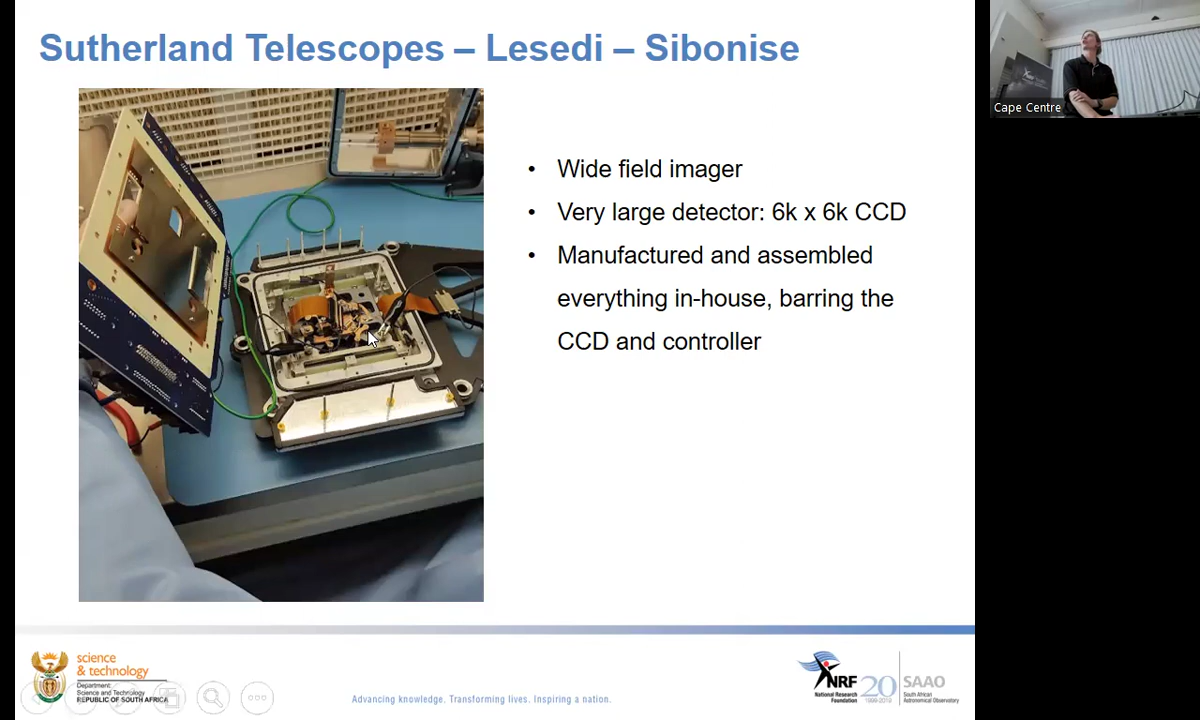 Sutherland Telescopes – Lesedi – Sibonise
• Wide field imager
• Very large detector: 6k x 6k CCD
• Manufactured and assembled
everything in-house, barring the
CCD and controller
Cape Centre
science
& technology
Department:
Science and Technology
REPUBLIC OF SOUTH AFRICA
Advancing knowledge. Transforming lives. Inspiring a nation.
NRF
National Research
Foundation
20
SAAO
South African
Astronomical Observatory